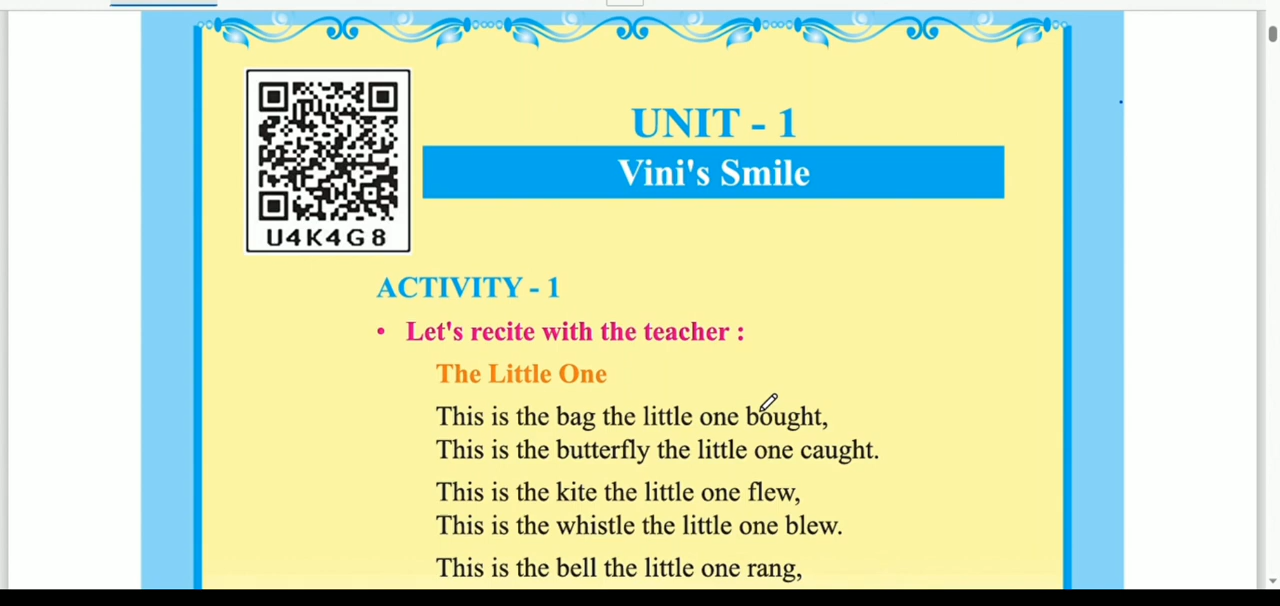 U4K4G8
UNIT - 1
Vini's Smile
ACTIVITY - 1
• Let's recite with the teacher :
The Little One
This is the bag the little one bought,
This is the butterfly the little one caught.
This is the kite the little one flew,
This is the whistle the little one blew.
This is the bell the little one rang,